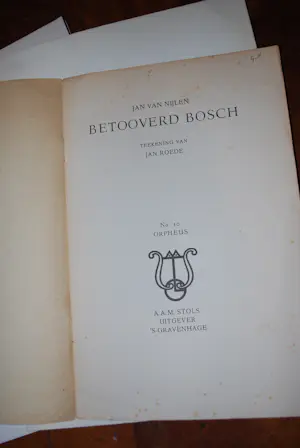 JAN VAN NIJLEN
BETOOVERD BOSCH
TEEKENING VAN
JAN ROEDE
ORPHEUS
A.A.M. STOLS
UITGEVER
'S-GRAVENHAGE